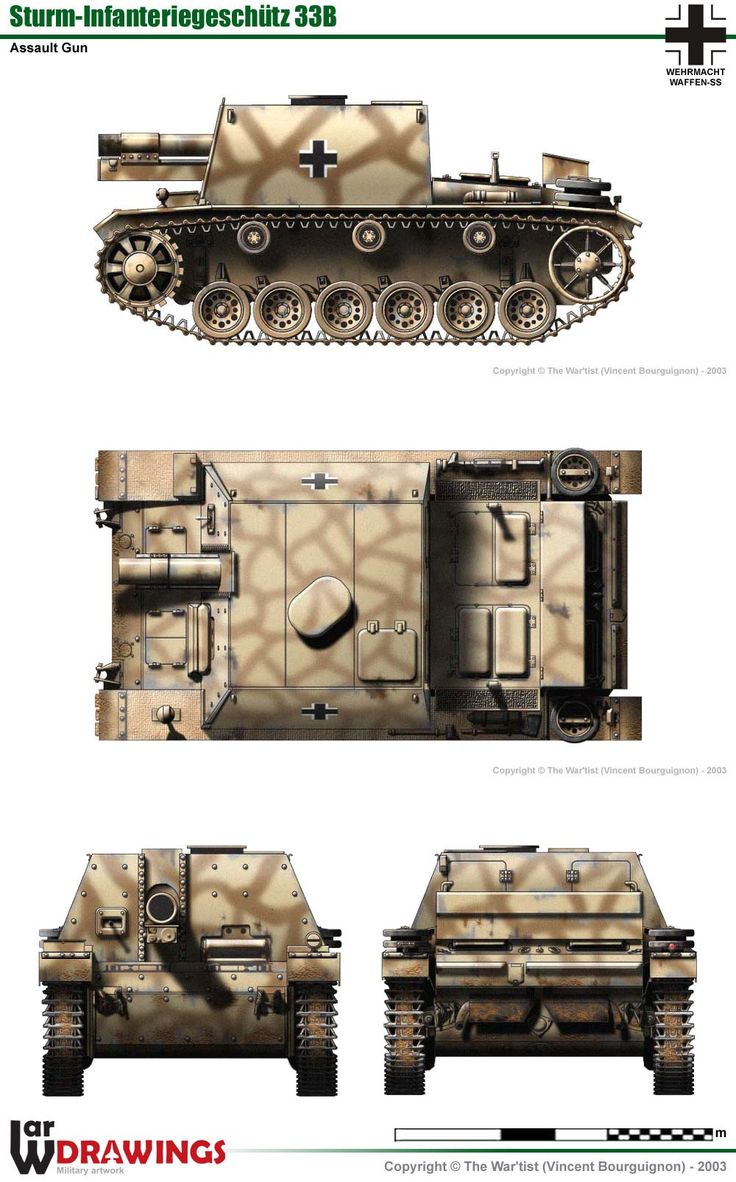 Sturm-Infanteriegeschütz 33B
Assault Gun
WEHRMACHT
WAFFEN-SS
Copyright © The War'tist (Vincent Bourguignon) - 2003
Copyright © The War'tist (Vincent Bourguignon) - 2003
m
War
DRAWINGS
Military artwork
Copyright © The War'tist (Vincent Bourguignon) - 2003